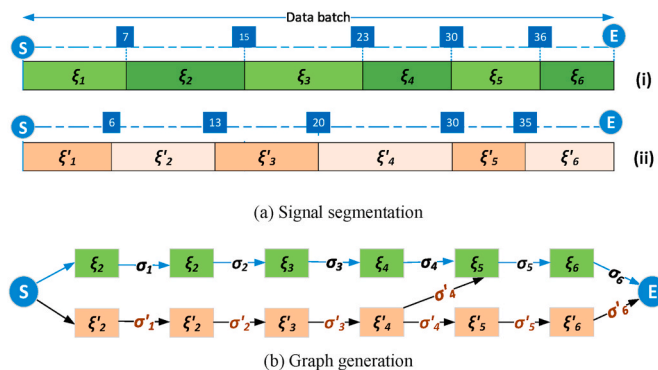 Data batch
S 7 15 23 30 36 E
ξ1 ξ2 ξ3 ξ4 ξ5 ξ6 (i)
S 6 13 20 30 35 E
ξ'1 ξ'2 ξ'3 ξ'4 ξ'5 ξ'6 (ii)
(a) Signal segmentation
ξ2 σ1 ξ2 σ2 ξ3 σ3 ξ4 σ4 ξ5 σ5 ξ6 σ6
S σ'4 E
ξ'2 σ'1 ξ'2 σ'2 ξ'3 σ'3 ξ'4 σ'4 ξ'5 σ'5 ξ'6 σ'6
(b) Graph generation